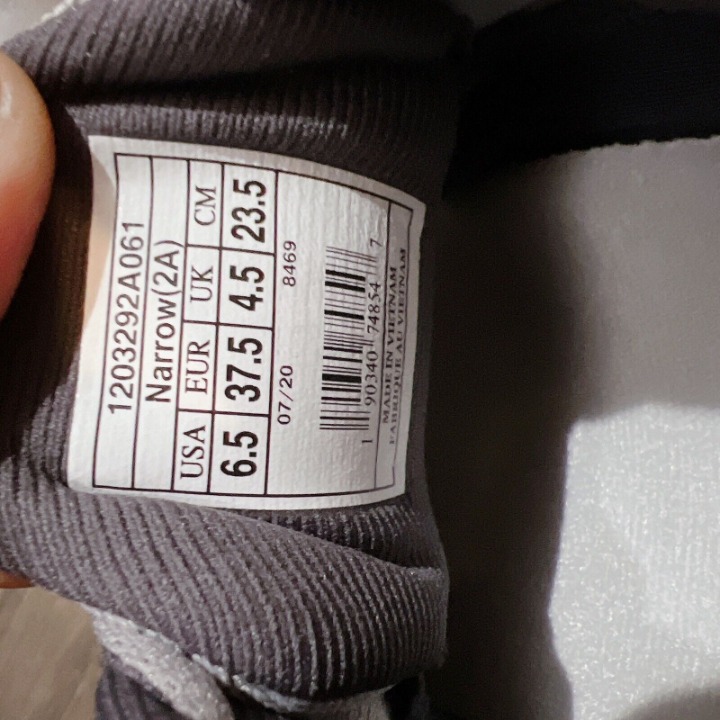 1203292A061
Narrow(2A)
USA EUR UK CM
6.5 37.5 4.5 23.5
07/20 8469
1 90340 74854 7
MADE IN VIETNAM
FABRIQUE AU VIETNAM